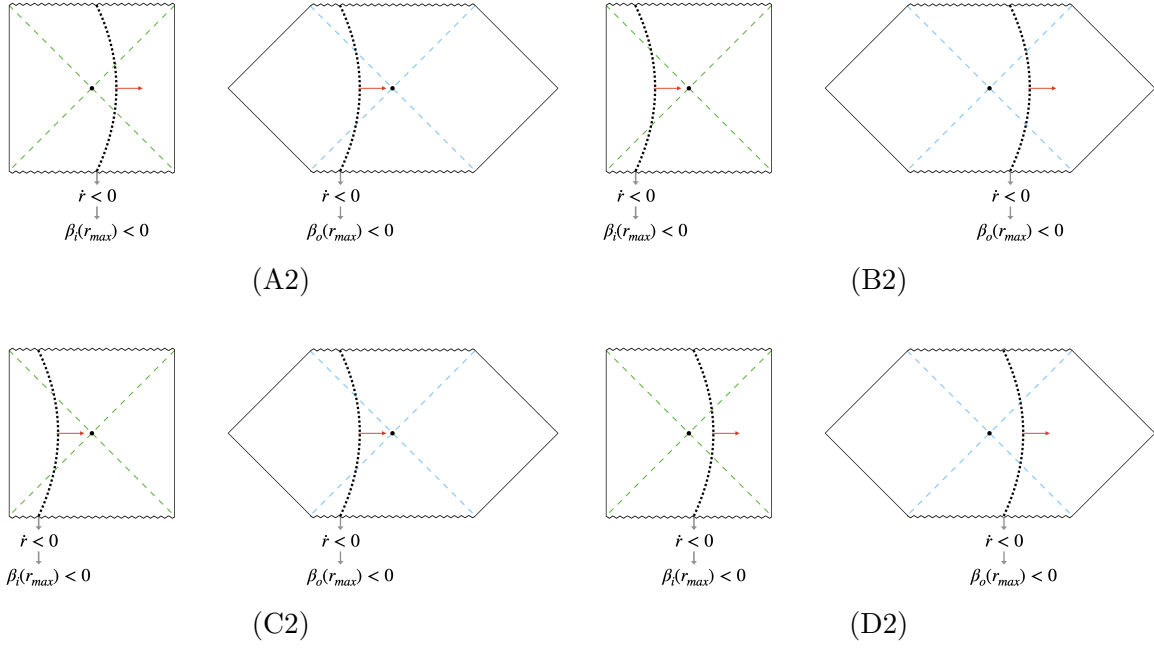 ṙ < 0 ṙ < 0 ṙ < 0 ṙ < 0
βᵢ(rₘₐₓ) < 0 βₒ(rₘₐₓ) < 0 βᵢ(rₘₐₓ) < 0 βₒ(rₘₐₓ) < 0
(A2) (B2)
ṙ < 0 ṙ < 0 ṙ < 0 ṙ < 0
βᵢ(rₘₐₓ) < 0 βₒ(rₘₐₓ) < 0 βᵢ(rₘₐₓ) < 0 βₒ(rₘₐₓ) < 0
(C2) (D2)